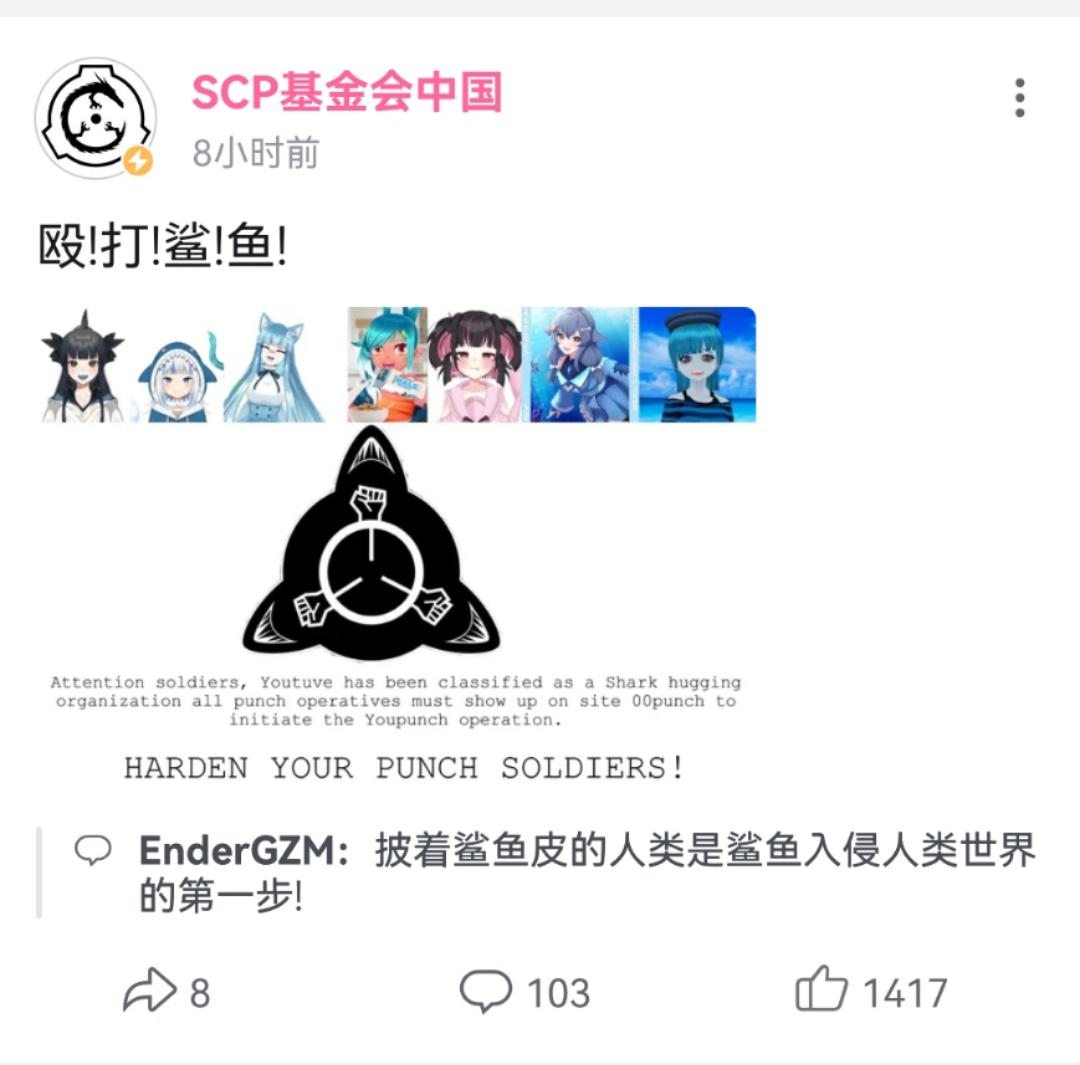 SCP基金会中国
8小时前
殴!打!鲨!鱼!
Attention soldiers, Youtuve has been classified as a Shark hugging
organization all punch operatives must show up on site 00punch to
initiate the Youpunch operation.
HARDEN YOUR PUNCH SOLDIERS!
EnderGZM：披着鲨鱼皮的人类是鲨鱼入侵人类世界
的第一步!
8
103
1417